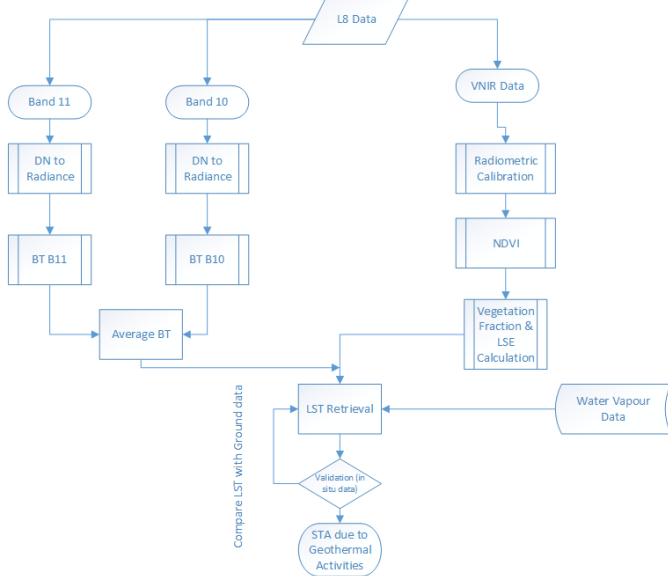 L8 Data
Band 11
Band 10
VNIR Data
DN to
Radiance
DN to
Radiance
Radiometric
Calibration
BT B11
BT B10
NDVI
Average BT
Vegetation
Fraction &
LSE
Calculation
LST Retrieval
Water Vapour
Data
Compare LST with Ground data
Validation (in
situ data)
STA due to
Geothermal
Activities